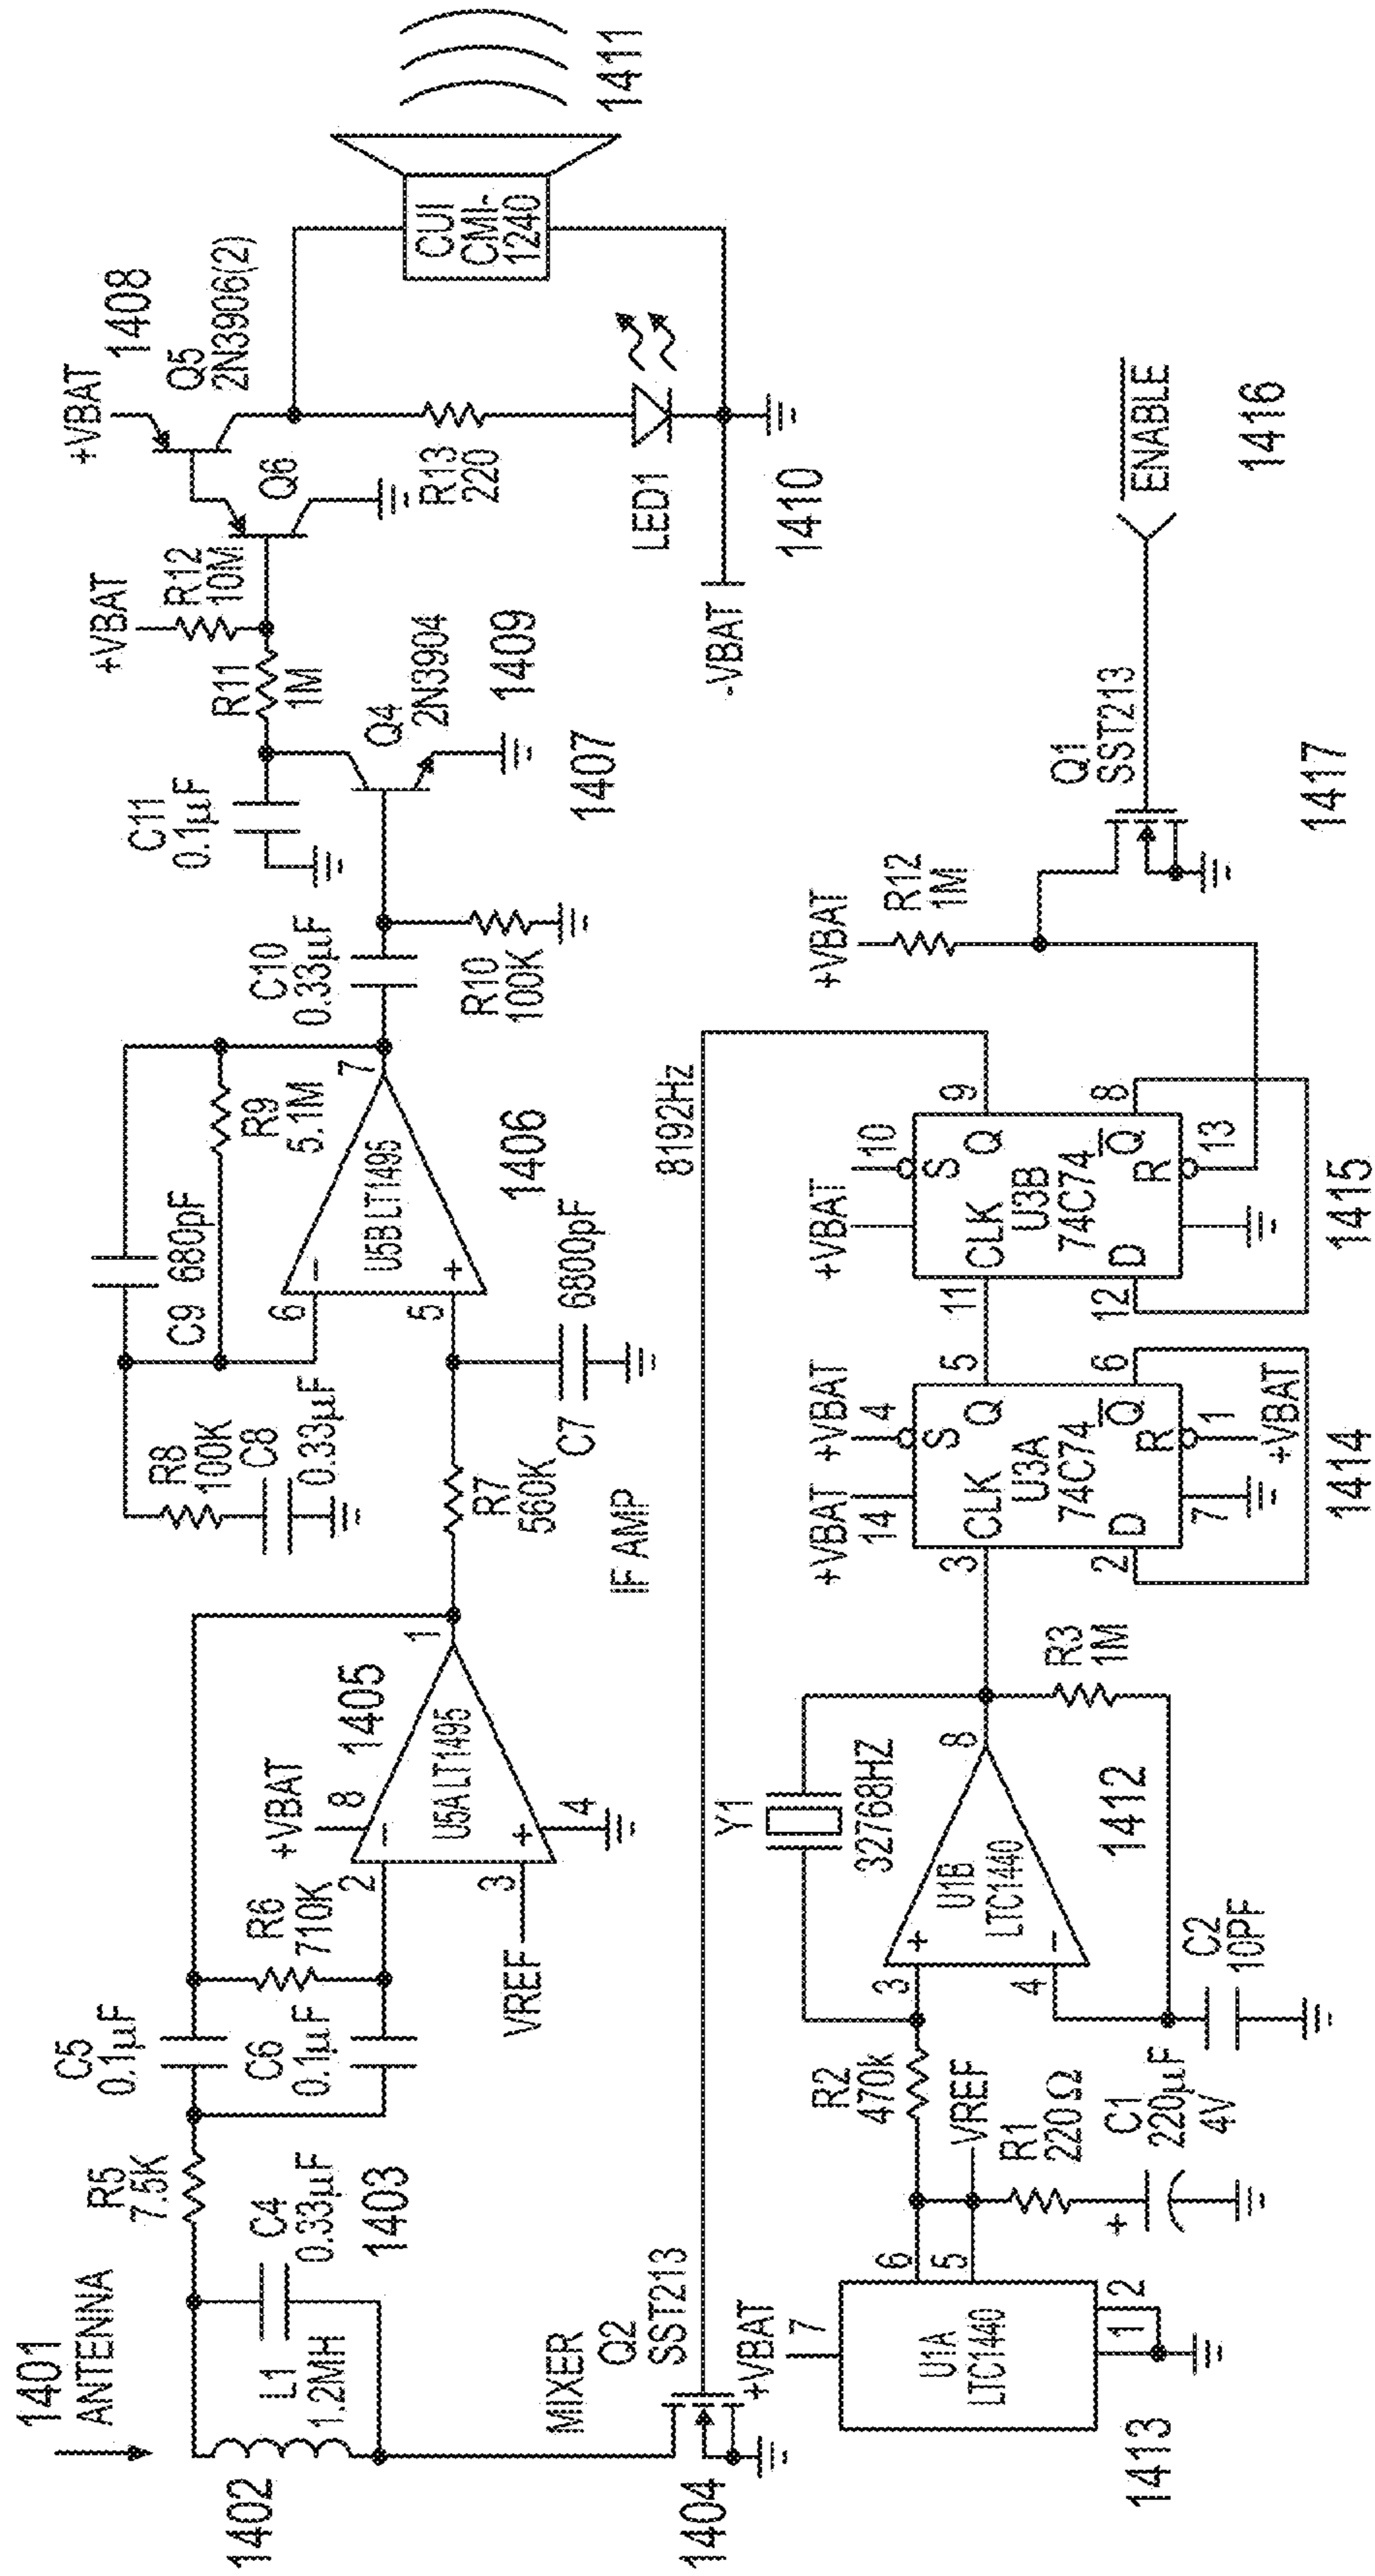 1401
ANTENNA
1402
L1
1.2MH
C4
0.33µF
1403
R5
7.5K
C5
0.1µF
C6
0.1µF
R6
710K
+VBAT
8
1405
2
3
VREF
U5A LT1495
-
+
4
1
MIXER
Q2
SST213
1404
R7
560K
IF AMP
R8
100K
C8
0.33µF
C9 680pF
R9
5.1M
6
5
U5B LT1495
-
+
7
1406
C7
6800pF
C10
0.33µF
R10
100K
C11
0.1µF
Q4
2N3904
1409
1407
R11
1M
+VBAT
R12
10M
Q6
+VBAT
1408
Q5
2N3906(2)
R13
220
LED1
-VBAT
1410
CUI
CMI-
1240
1411
8192Hz
+VBAT
7
U1A
LTC1440
1 2
6
5
1413
VREF
R1
220Ω
C1
220µF
4V
+
R2
470k
Y1
32768HZ
3
4
+
-
U1B
LTC1440
8
1412
C2
10PF
R3
1M
+VBAT
14
+VBAT
4
3
CLK
S
Q
5
U3A
74C74
2
D
Q
R
6
7
1
+VBAT
1414
+VBAT
10
11
CLK
S
Q
9
U3B
74C74
12
D
Q
R
8
13
1415
+VBAT
R12
1M
Q1
SST213
1417
ENABLE
1416